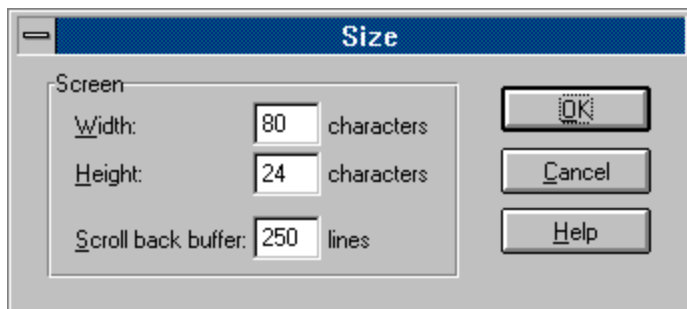 Size
Screen
Width: 80 characters
OK
Height: 24 characters
Cancel
Scroll back buffer: 250 lines
Help